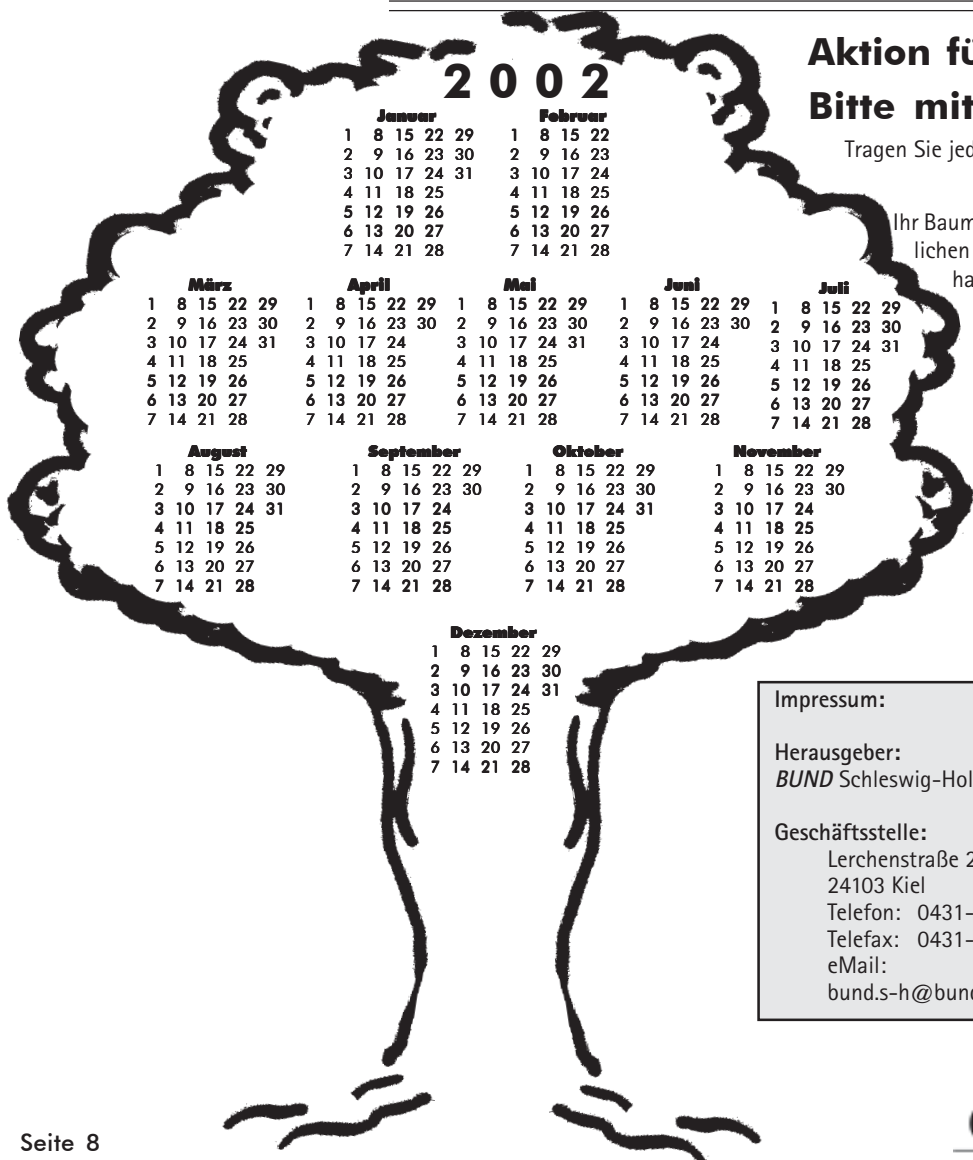 2 0 0 2
Januar Februar
1 8 15 22 29 1 8 15 22
2 9 16 23 30 2 9 16 23
3 10 17 24 31 3 10 17 24
4 11 18 25 4 11 18 25
5 12 19 26 5 12 19 26
6 13 20 27 6 13 20 27
7 14 21 28 7 14 21 28
März April Mai Juni Juli
1 8 15 22 29 1 8 15 22 29 1 8 15 22 29 1 8 15 22 29 1 8 15 22 29
2 9 16 23 30 2 9 16 23 30 2 9 16 23 30 2 9 16 23 30 2 9 16 23 30
3 10 17 24 31 3 10 17 24 3 10 17 24 31 3 10 17 24 3 10 17 24 31
4 11 18 25 4 11 18 25 4 11 18 25 4 11 18 25 4 11 18 25
5 12 19 26 5 12 19 26 5 12 19 26 5 12 19 26 5 12 19 26
6 13 20 27 6 13 20 27 6 13 20 27 6 13 20 27 6 13 20 27
7 14 21 28 7 14 21 28 7 14 21 28 7 14 21 28 7 14 21 28
August September Oktober November
1 8 15 22 29 1 8 15 22 29 1 8 15 22 29 1 8 15 22 29
2 9 16 23 30 2 9 16 23 30 2 9 16 23 30 2 9 16 23 30
3 10 17 24 31 3 10 17 24 3 10 17 24 31 3 10 17 24
4 11 18 25 4 11 18 25 4 11 18 25 4 11 18 25
5 12 19 26 5 12 19 26 5 12 19 26 5 12 19 26
6 13 20 27 6 13 20 27 6 13 20 27 6 13 20 27
7 14 21 28 7 14 21 28 7 14 21 28 7 14 21 28
Dezember
1 8 15 22 29
2 9 16 23 30
3 10 17 24 31
4 11 18 25
5 12 19 26
6 13 20 27
7 14 21 28
Aktion
Bitte mit
Tragen Sie
Ihr Baum
lichen
Impressum:
Herausgeber:
BUND
Geschäftsstelle:
Lerchenstraße
24103 Kiel
Telefon: 0431-
Telefax: 0431-
eMail:
Seite 8